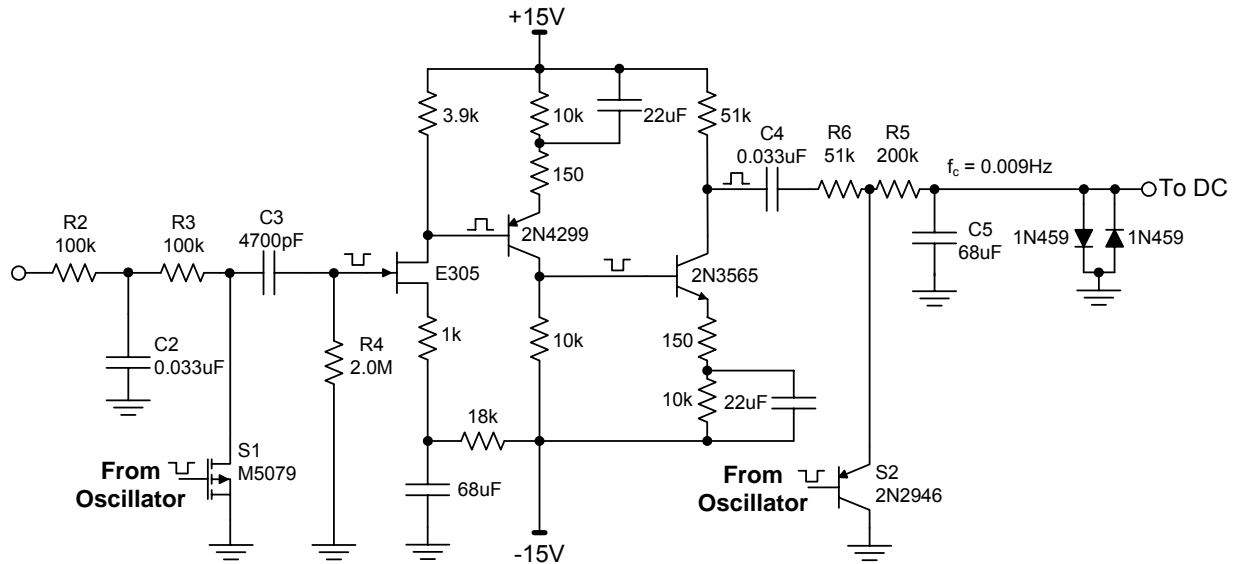 +15V
3.9k
10k
22uF
51k
150
C4
0.033uF
R6
51k
R5
200k
fc = 0.009Hz
To DC
R2
100k
R3
100k
C3
4700pF
2N4299
E305
2N3565
C5
68uF
1N459
1N459
C2
0.033uF
R4
2.0M
1k
10k
150
10k
22uF
18k
S1
M5079
From
Oscillator
68uF
From
Oscillator
S2
2N2946
-15V